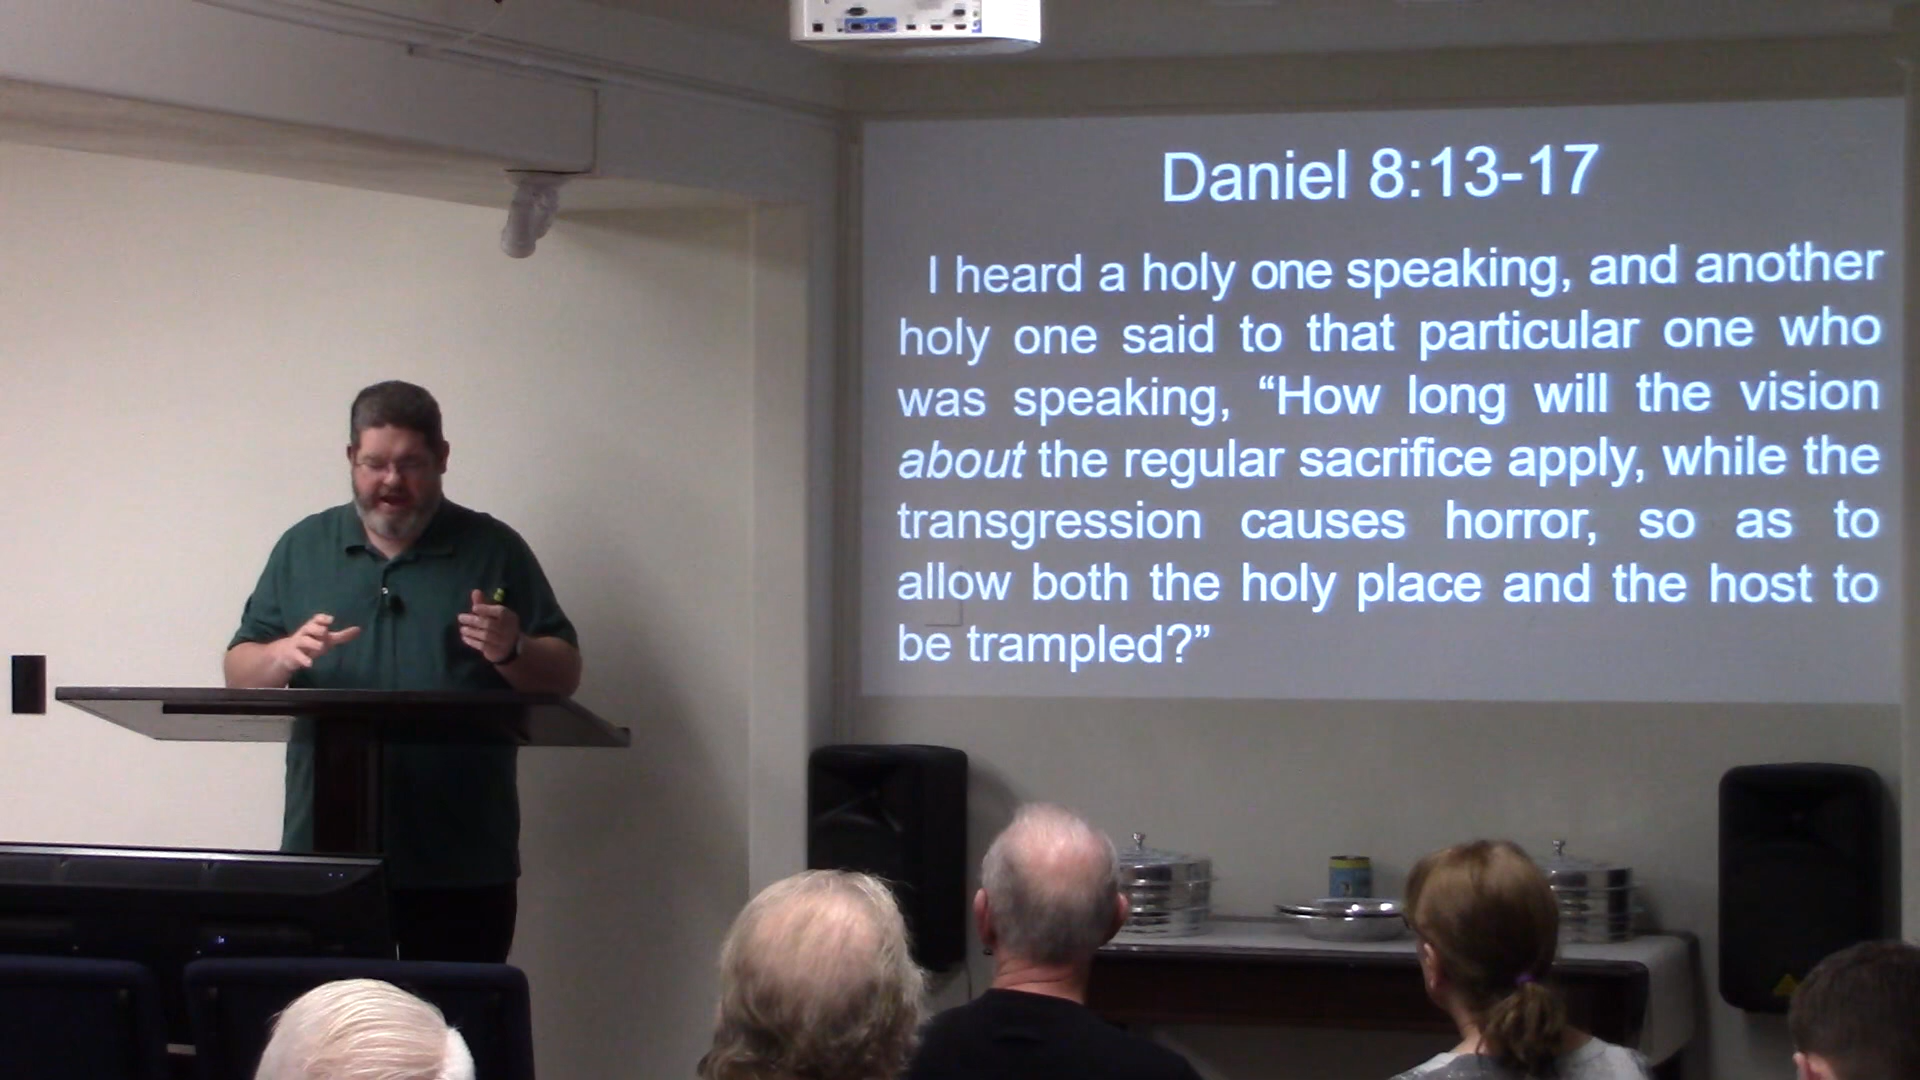 Daniel 8:13-17
I heard a holy one speaking, and another
holy one said to that particular one who
was speaking, “How long will the vision
about the regular sacrifice apply, while the
transgression causes horror, so as to
allow both the holy place and the host to
be trampled?”